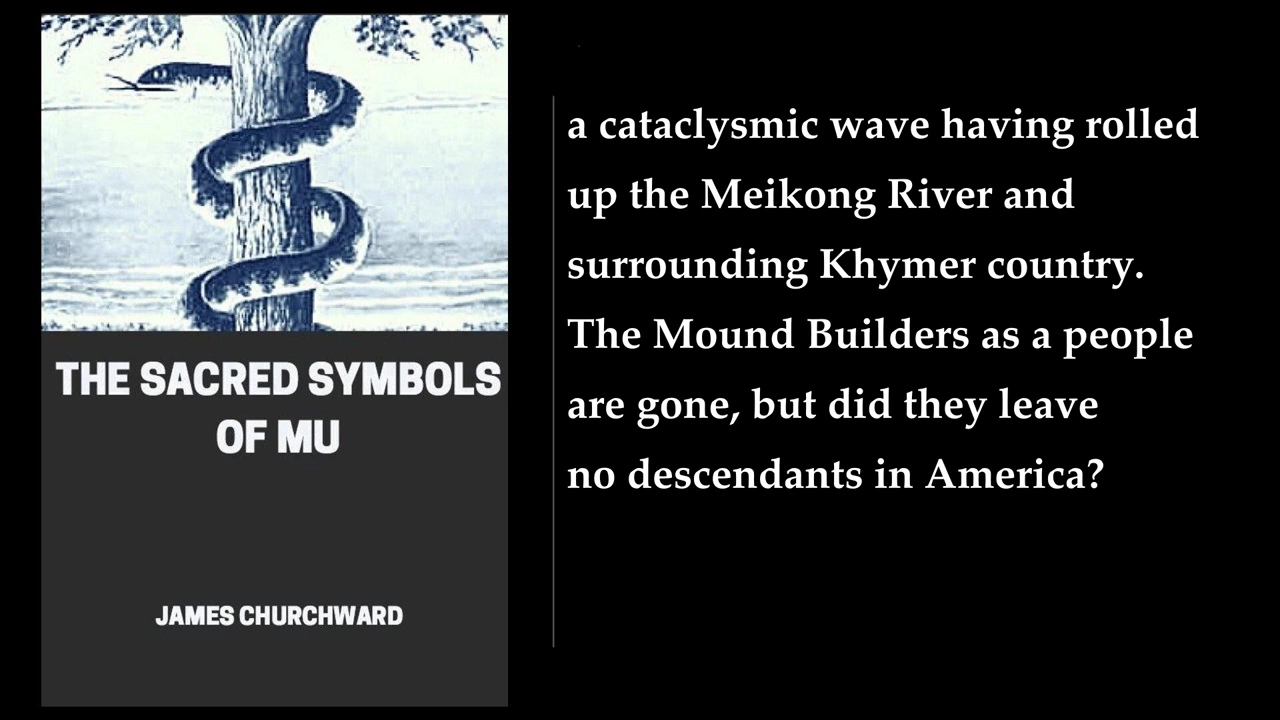 THE SACRED SYMBOLS
OF MU
JAMES CHURCHWARD
a cataclysmic wave having rolled
up the Meikong River and
surrounding Khymer country.
The Mound Builders as a people
are gone, but did they leave
no descendants in America?